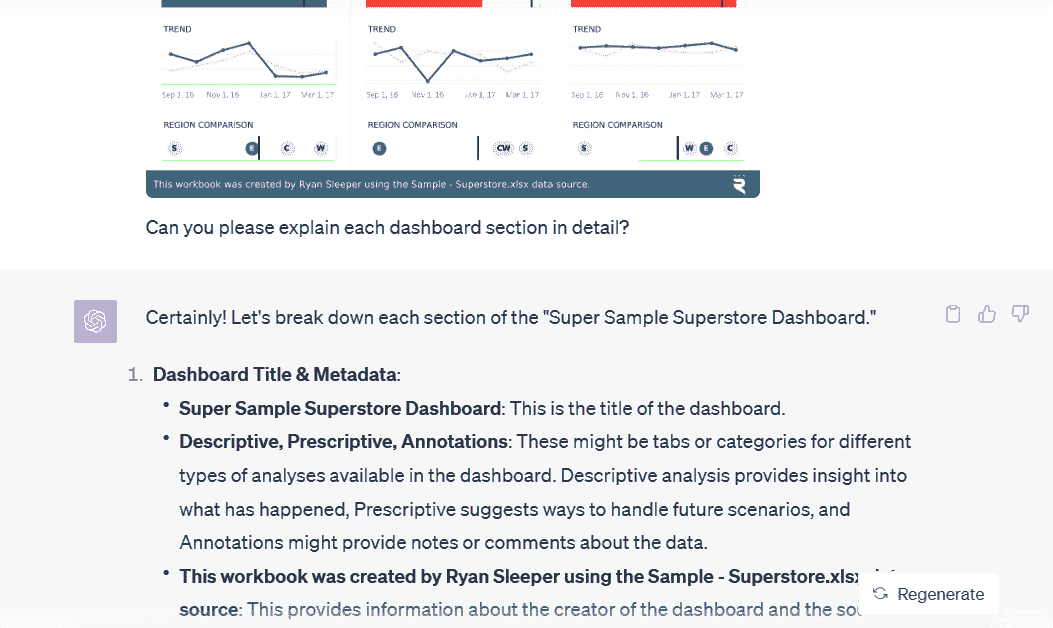 TREND TREND TREND
Sep 1, 16 Nov 1, 16 Jan 1, 17 Mar 1, 17 Sep 1, 16 Nov 1, 16 Jan 1, 17 Mar 1, 17 Sep 1, 16 Nov 1, 16 Jan 1, 17 Mar 1, 17
REGION COMPARISON REGION COMPARISON REGION COMPARISON
S E C W E CW S S W E C
This workbook was created by Ryan Sleeper using the Sample - Superstore.xlsx data source.
Can you please explain each dashboard section in detail?
Certainly! Let's break down each section of the "Super Sample Superstore Dashboard."
1. Dashboard Title & Metadata:
• Super Sample Superstore Dashboard: This is the title of the dashboard.
• Descriptive, Prescriptive, Annotations: These might be tabs or categories for different
types of analyses available in the dashboard. Descriptive analysis provides insight into
what has happened, Prescriptive suggests ways to handle future scenarios, and
Annotations might provide notes or comments about the data.
• This workbook was created by Ryan Sleeper using the Sample - Superstore.xlsx
source: This provides information about the creator of the dashboard and the
Regenerate